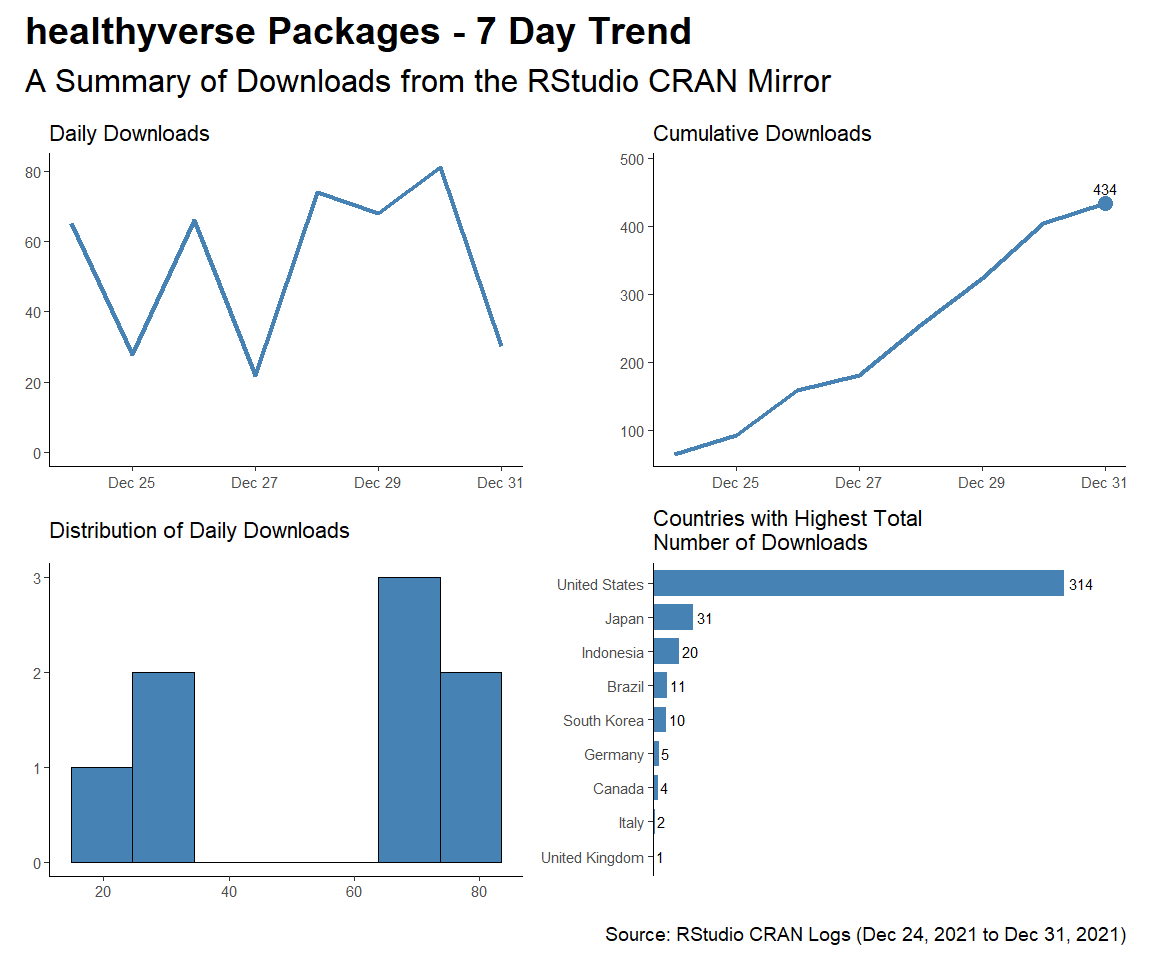 healthyverse Packages - 7 Day Trend
A Summary of Downloads from the RStudio CRAN Mirror
Daily Downloads
80
60
40
20
0
Dec 25 Dec 27 Dec 29 Dec 31
Cumulative Downloads
500
400
300
200
100
434
Dec 25 Dec 27 Dec 29 Dec 31
Distribution of Daily Downloads
3
2
1
0
20 40 60 80
Countries with Highest Total
Number of Downloads
United States 314
Japan 31
Indonesia 20
Brazil 11
South Korea 10
Germany 5
Canada 4
Italy 2
United Kingdom 1
Source: RStudio CRAN Logs (Dec 24, 2021 to Dec 31, 2021)